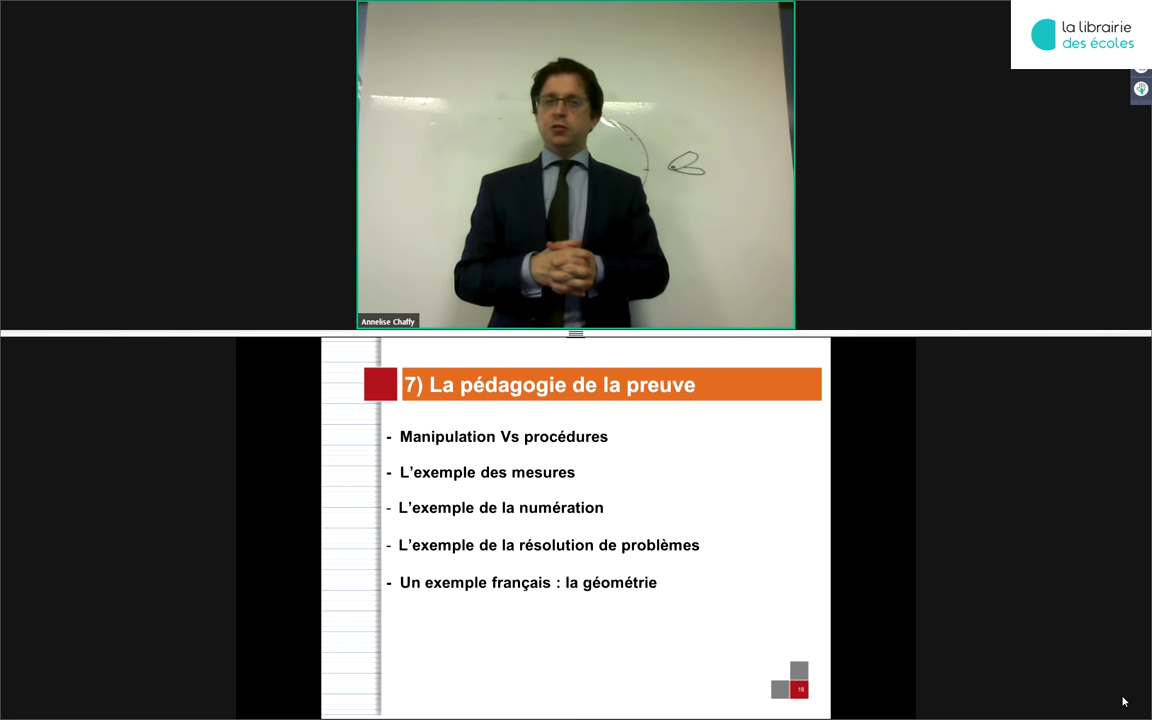 la librairie
des écoles
Annelise Chaffy
7) La pédagogie de la preuve
- Manipulation Vs procédures
- L’exemple des mesures
- L’exemple de la numération
- L’exemple de la résolution de problèmes
- Un exemple français : la géométrie
18